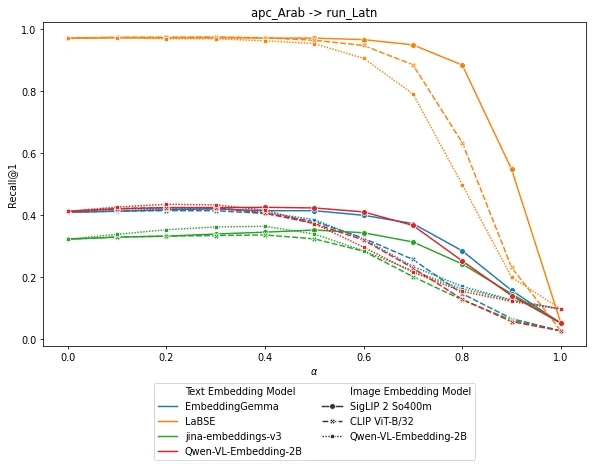 apc_Arab -> run_Latn
1.0
0.8
0.6
0.4
0.2
0.0
Recall@1
0.0 0.2 0.4 0.6 0.8 1.0
α
Text Embedding Model
EmbeddingGemma
LaBSE
jina-embeddings-v3
Qwen-VL-Embedding-2B
Image Embedding Model
SigLIP 2 So400m
CLIP ViT-B/32
Qwen-VL-Embedding-2B